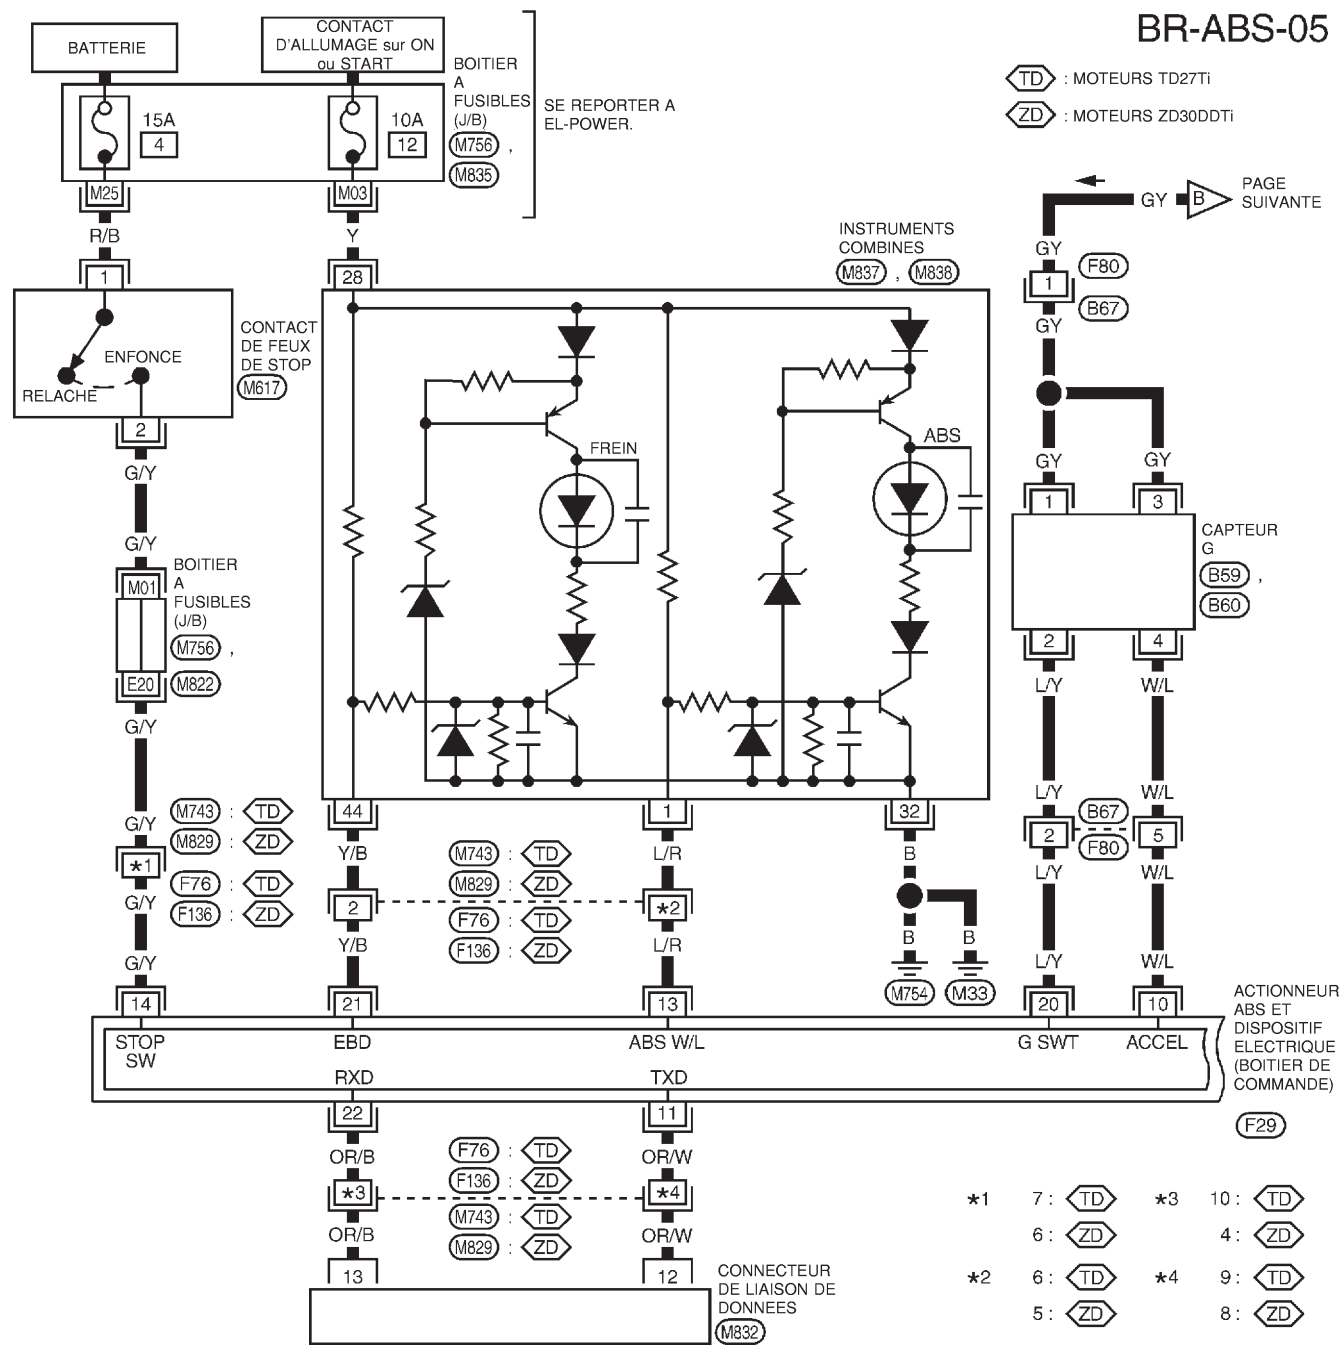 BR-ABS-05
BATTERIE
CONTACT
D'ALLUMAGE sur ON
ou START
BOITIER
A
FUSIBLES
(J/B)
M756 ,
M835
SE REPORTER A
EL-POWER.
TD : MOTEURS TD27Ti
ZD : MOTEURS ZD30DDTi
15A
4
10A
12
M25
M03
R/B
Y
1
28
GY
B
PAGE
SUIVANTE
GY
1
F80
B67
GY
INSTRUMENTS
COMBINES
M837 , M838
CONTACT
DE FEUX
DE STOP
M617
ENFONCE
RELACHE
2
G/Y
G/Y
FREIN
ABS
GY
GY
1
3
CAPTEUR
G
B59 ,
B60
2
4
M01
BOITIER
A
FUSIBLES
(J/B)
M756 ,
E20
M822
G/Y
L/Y
W/L
G/Y
M743 : TD
M829 : ZD
*1
F76 : TD
F136 : ZD
G/Y
G/Y
44
1
32
Y/B
L/R
B
M743 : TD
M829 : ZD
2
*2
F76 : TD
F136 : ZD
Y/B
L/R
B
B
M754
M33
L/Y
W/L
2
B67
F80
5
L/Y
W/L
L/Y
W/L
14
21
13
20
10
STOP
SW
EBD
ABS W/L
G SWT
ACCEL
RXD
TXD
ACTIONNEUR
ABS ET
DISPOSITIF
ELECTRIQUE
(BOITIER DE
COMMANDE)
F29
22
11
OR/B
OR/W
F76 : TD
F136 : ZD
*3
*4
M743 : TD
M829 : ZD
OR/B
OR/W
13
12
CONNECTEUR
DE LIAISON DE
DONNEES
M832
*1 7 : TD *3 10 : TD
6 : ZD 4 : ZD
*2 6 : TD *4 9 : TD
5 : ZD 8 : ZD